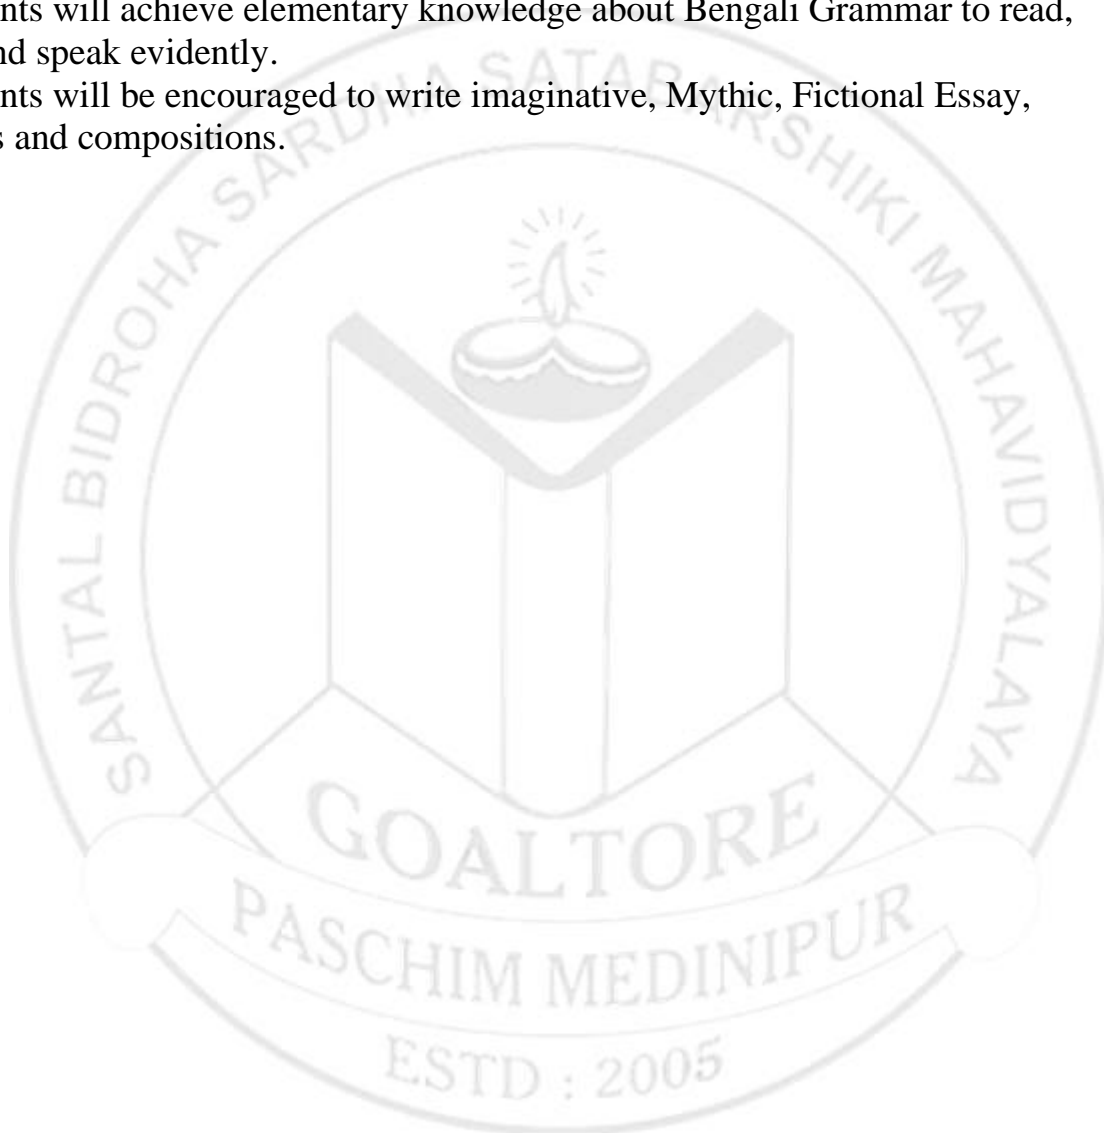 nts will achieve elementary knowledge about Bengali Grammar to read,
nd speak evidently.
nts will be encouraged to write imaginative, Mythic, Fictional Essay,
s and compositions.
SANTAL BIDROHA SARDHA SATABARSHIKI MAHAVIDYALAYA
GOALTORE
PASCHIM MEDINIPUR
ESTD : 2005